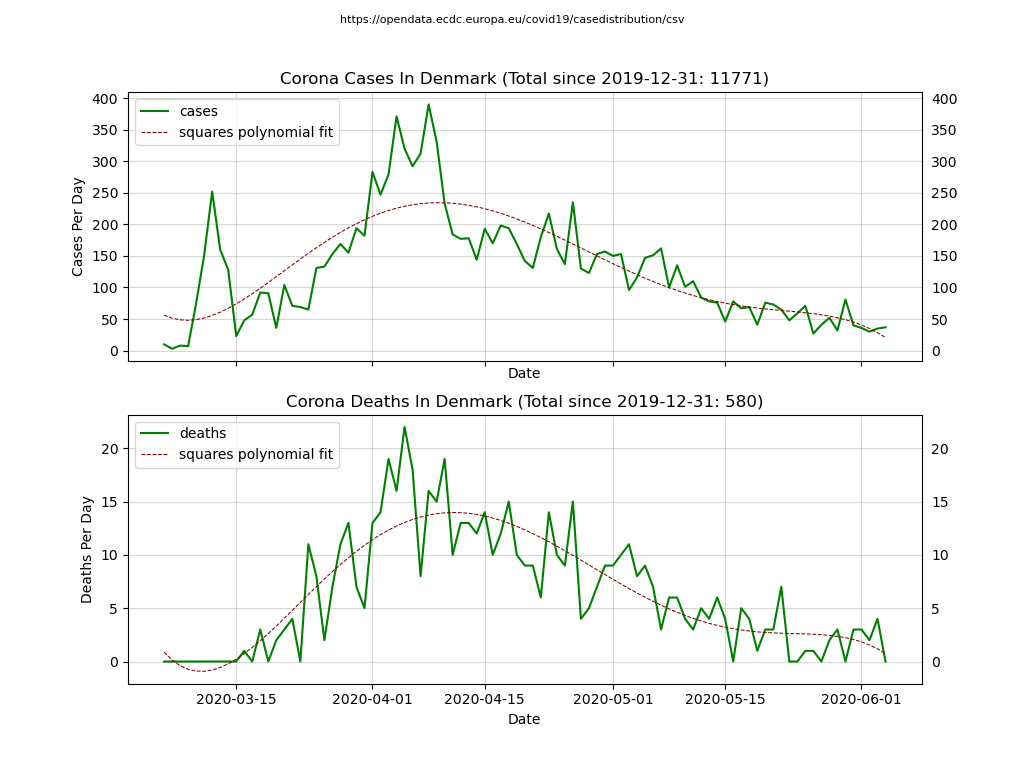 https://opendata.ecdc.europa.eu/covid19/casedistribution/csv
Corona Cases In Denmark (Total since 2019-12-31: 11771)
cases
squares polynomial fit
Cases Per Day
400
350
300
250
200
150
100
50
0
400
350
300
250
200
150
100
50
0
Date
Corona Deaths In Denmark (Total since 2019-12-31: 580)
deaths
squares polynomial fit
Deaths Per Day
20
15
10
5
0
20
15
10
5
0
2020-03-15 2020-04-01 2020-04-15 2020-05-01 2020-05-15 2020-06-01
Date